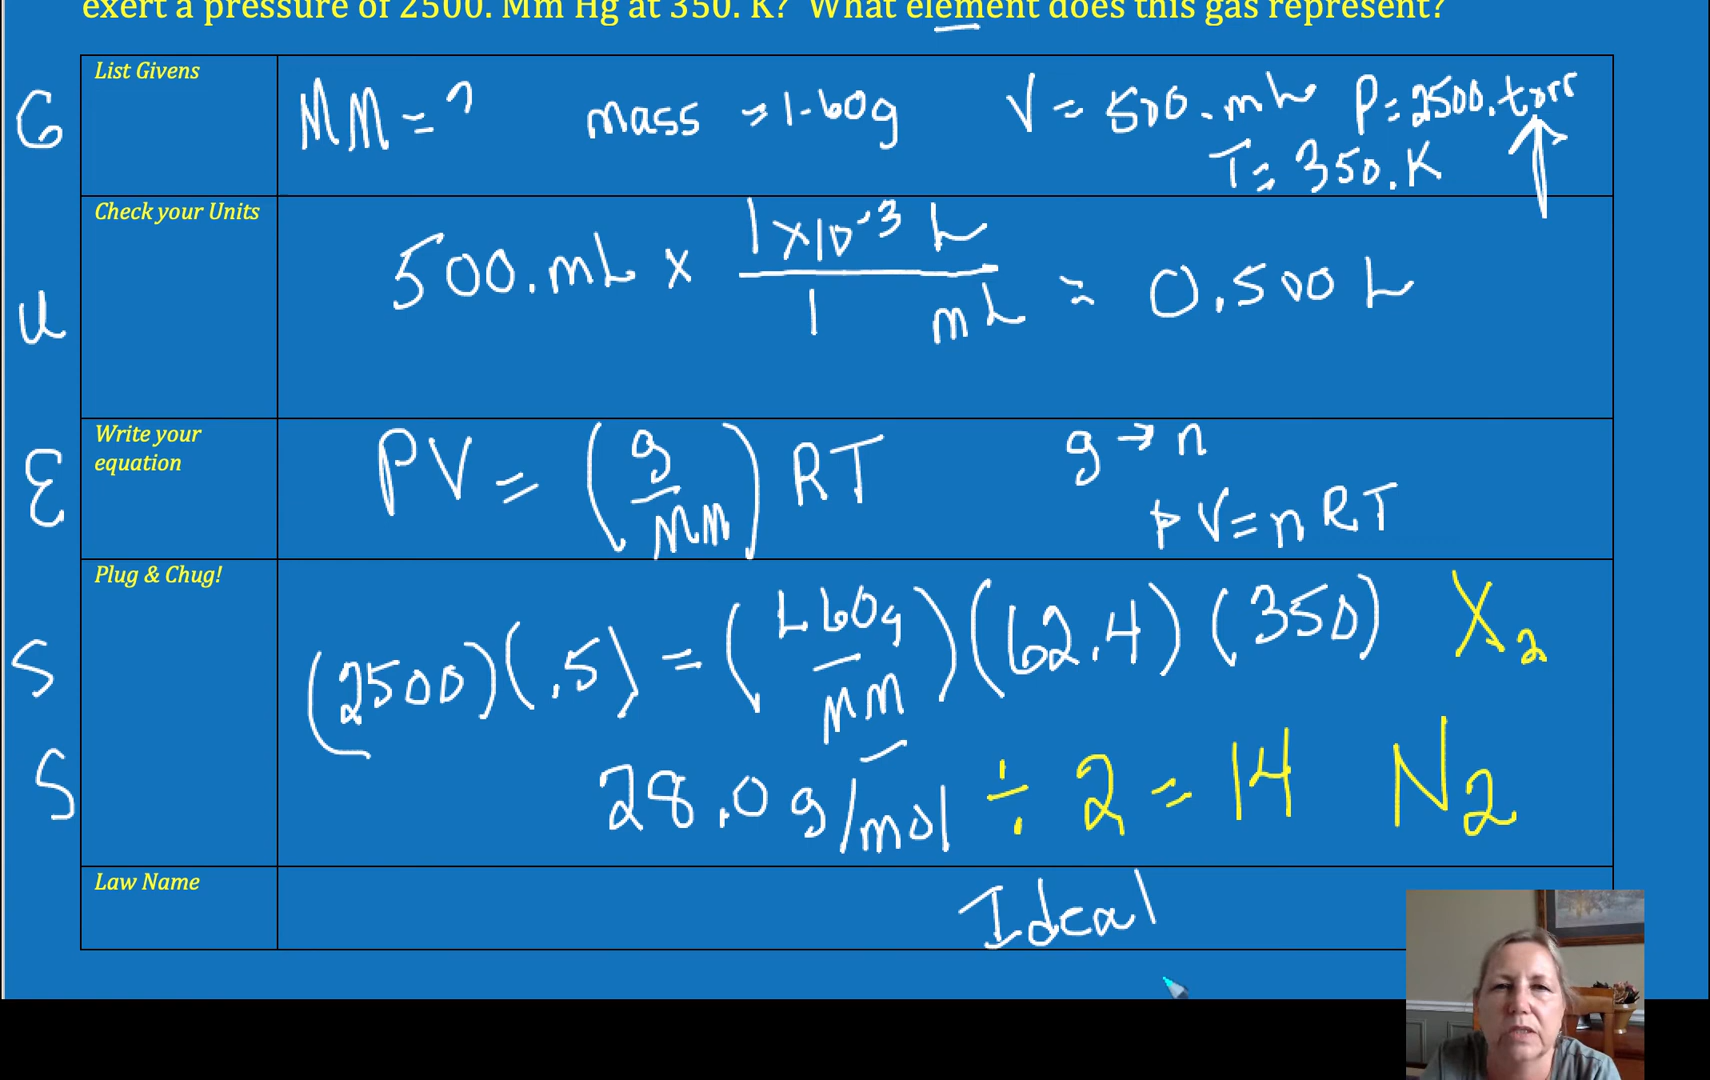 exert a pressure of 2500. Mm Hg at 350. K? What element does this gas represent?
G
List Givens
MM = ? mass = 1.60g V = 500. mL P = 2500. torr
T = 350. K
U
Check your Units
500. mL x 1 x 10^-3 L / 1 mL = 0.500 L
E
Write your equation
PV = (g / MM) RT g → n
PV = nRT
S
Plug & Chug!
(2500)(.5) = (1.60g / MM)(62.4)(350) X2
S
28.0 g/mol ÷ 2 = 14 N2
Law Name
Ideal